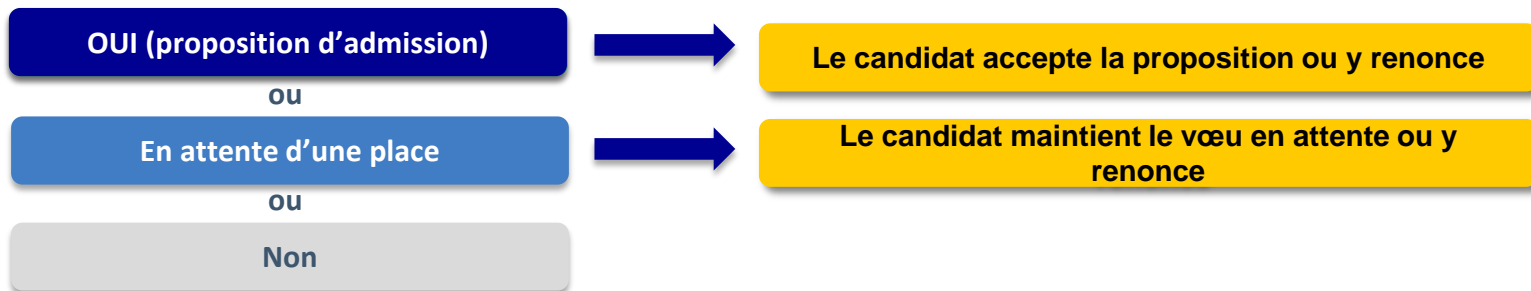 OUI (proposition d’admission)
Le candidat accepte la proposition ou y renonce
ou
En attente d’une place
Le candidat maintient le vœu en attente ou y
renonce
ou
Non